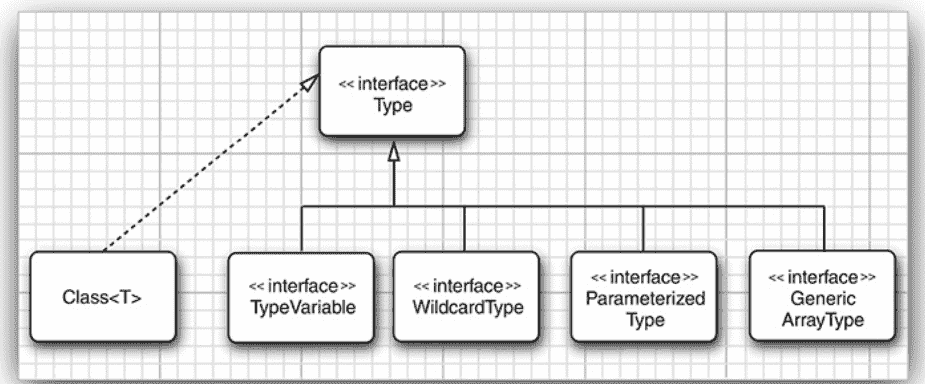 << interface >>
Type
Class<T>
<< interface >>
TypeVariable
<< interface >>
WildcardType
<< interface >>
Parameterized
Type
<< interface >>
Generic
ArrayType